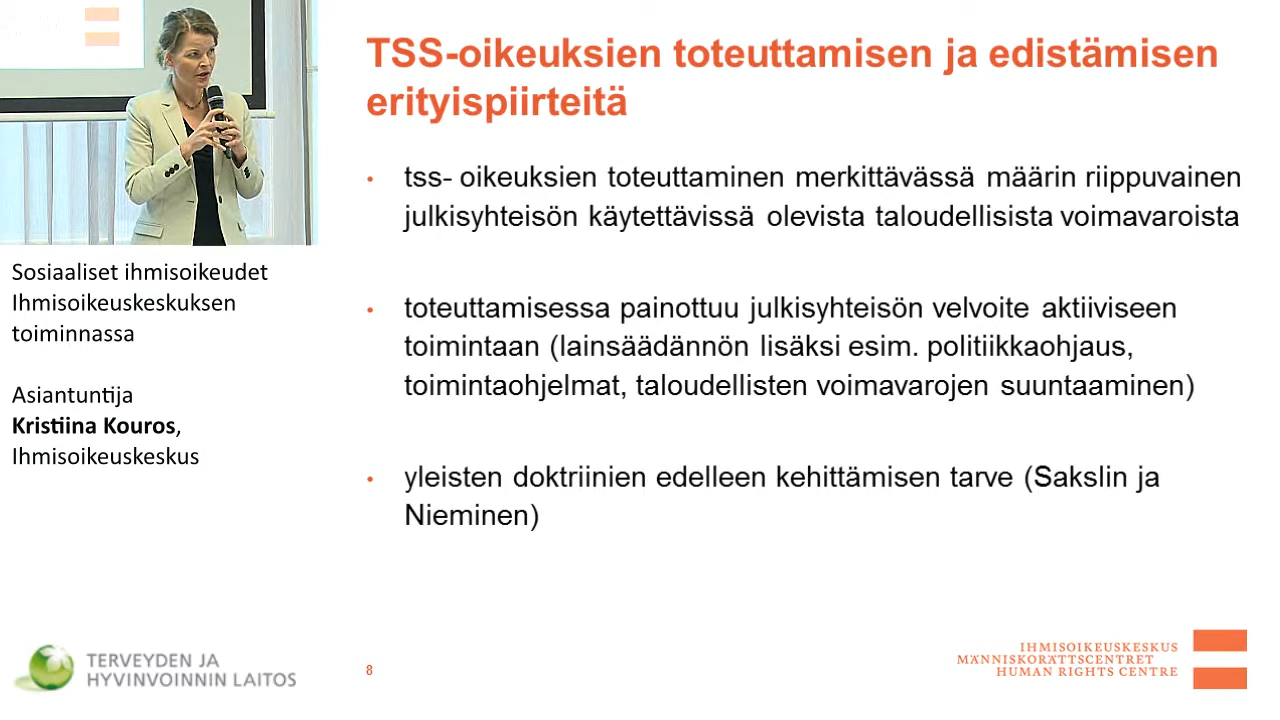 TSS-oikeuksien toteuttamisen ja edistämisen
erityispiirteitä
• tss- oikeuksien toteuttaminen merkittävässä määrin riippuvainen
julkisyhteisön käytettävissä olevista taloudellisista voimavaroista
• toteuttamisessa painottuu julkisyhteisön velvoite aktiiviseen
toimintaan (lainsäädännön lisäksi esim. politiikkaohjaus,
toimintaohjelmat, taloudellisten voimavarojen suuntaaminen)
• yleisten doktriinien edelleen kehittämisen tarve (Sakslin ja
Nieminen)
Sosiaaliset ihmisoikeudet
Ihmisoikeuskeskuksen
toiminnassa
Asiantuntija
Kristiina Kouros,
Ihmisoikeuskeskus
TERVEYDEN JA
HYVINVOINNIN LAITOS
8
IHMISOIKEUSKESKUS
MÄNNISKORÄTTSCENTRET
HUMAN RIGHTS CENTRE